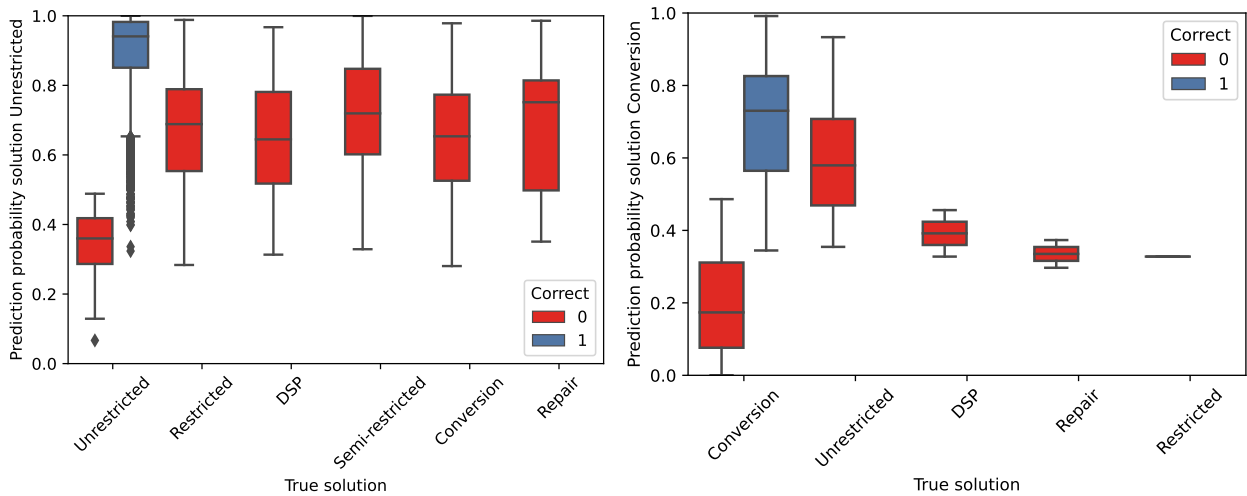 Prediction probability solution Unrestricted
1.0
0.8
0.6
0.4
0.2
0.0
Correct
0
1
Unrestricted
Restricted
DSP
Semi-restricted
Conversion
Repair
True solution
Prediction probability solution Conversion
1.0
0.8
0.6
0.4
0.2
0.0
Correct
0
1
Conversion
Unrestricted
DSP
Repair
Restricted
True solution